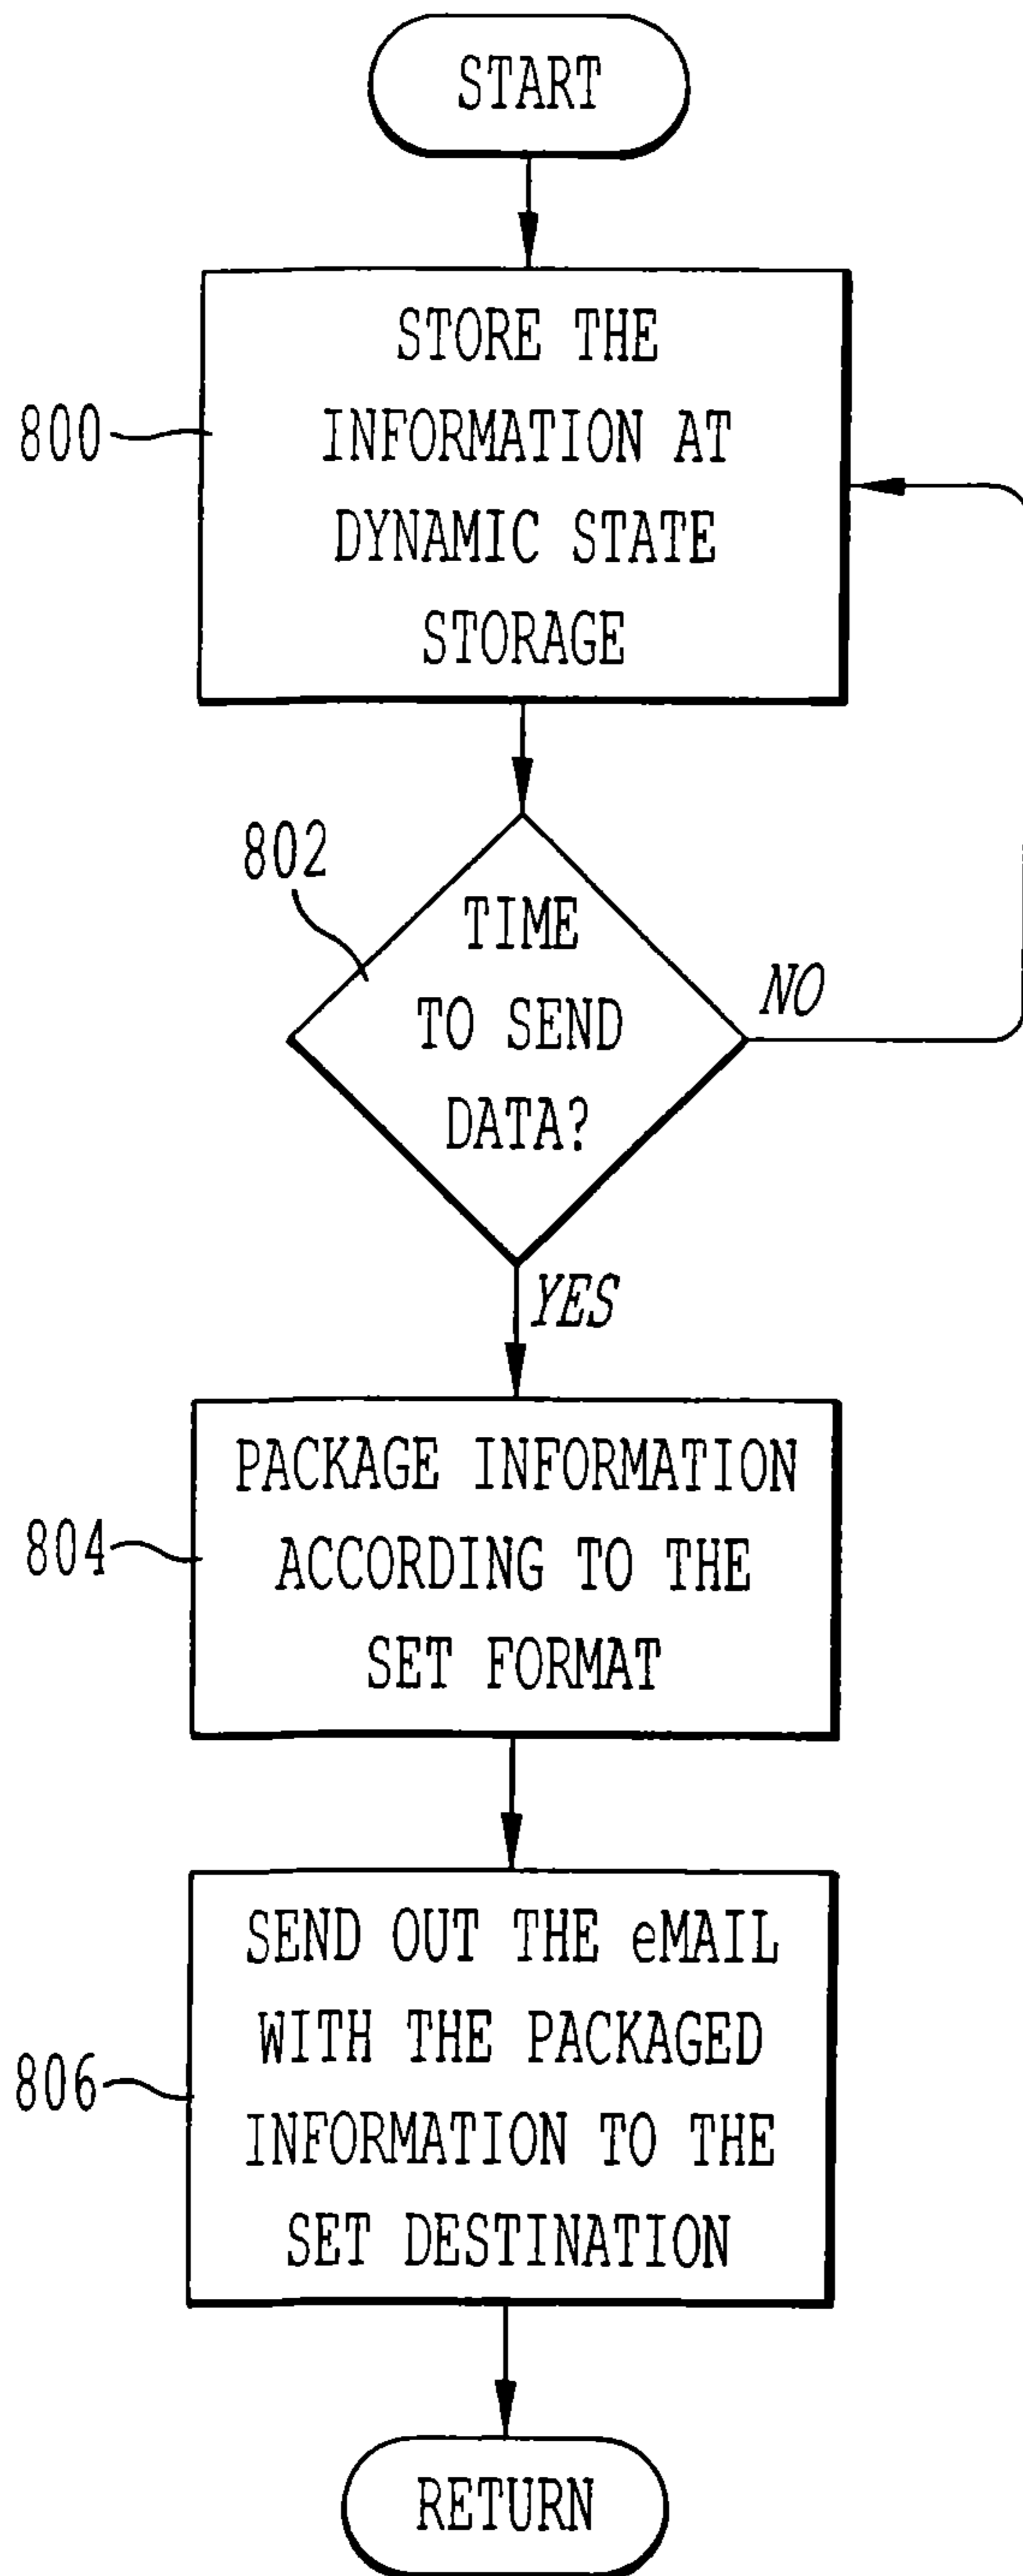 START
STORE THE
INFORMATION AT
DYNAMIC STATE
STORAGE
800
802
TIME
TO SEND
DATA?
NO
YES
PACKAGE INFORMATION
ACCORDING TO THE
SET FORMAT
804
SEND OUT THE eMAIL
WITH THE PACKAGED
INFORMATION TO THE
SET DESTINATION
806
RETURN